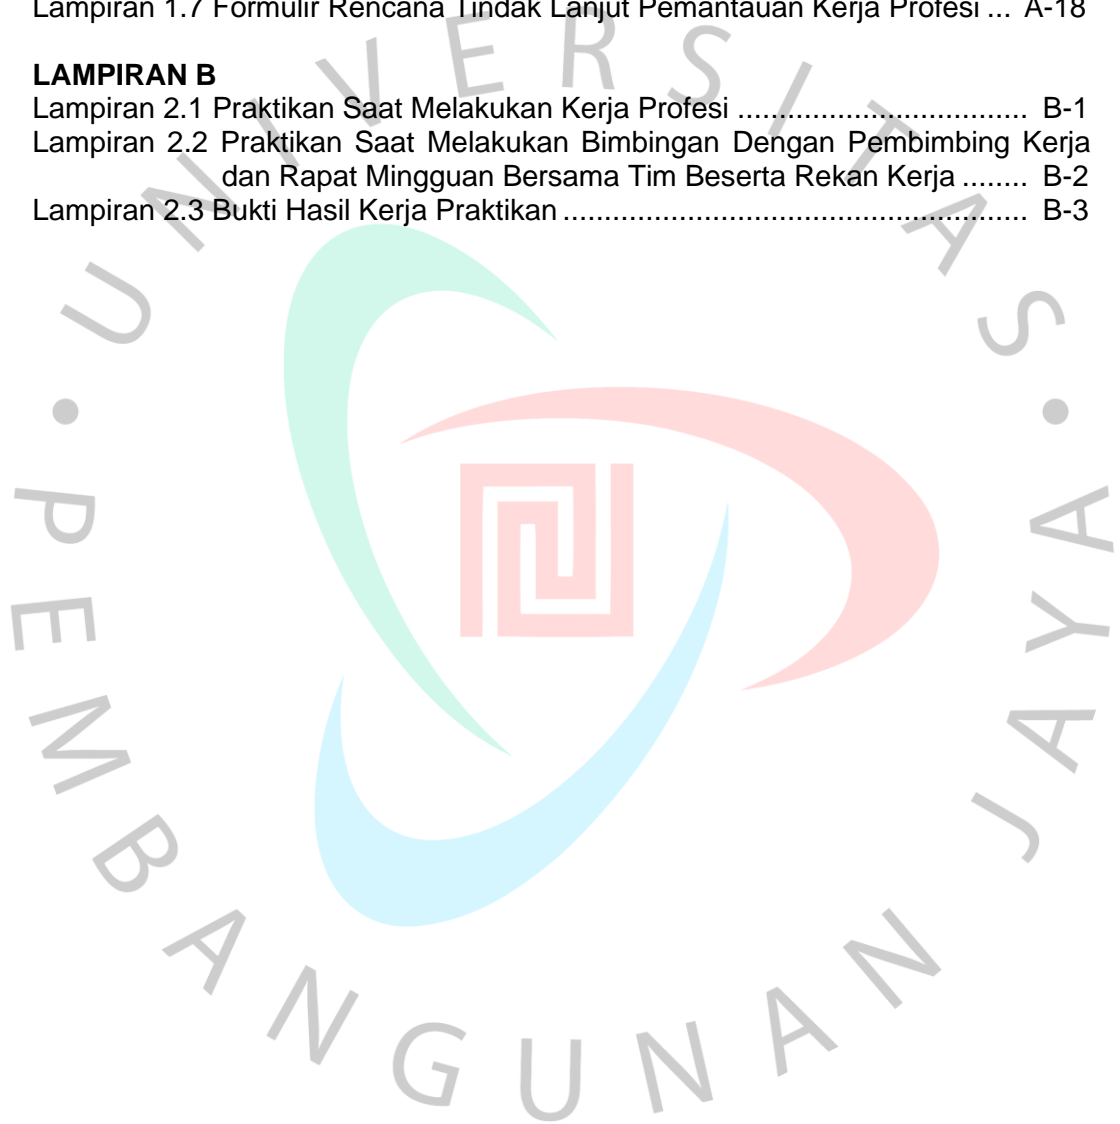 Lampiran 1.7 Formulir Rencana Tindak Lanjut Pemantauan Kerja Profesi ... A-18
LAMPIRAN B
Lampiran 2.1 Praktikan Saat Melakukan Kerja Profesi ................................... B-1
Lampiran 2.2 Praktikan Saat Melakukan Bimbingan Dengan Pembimbing Kerja
dan Rapat Mingguan Bersama Tim Beserta Rekan Kerja ........ B-2
Lampiran 2.3 Bukti Hasil Kerja Praktikan ........................................................ B-3
UNIVERSITAS • PEMBANGUNAN JAYA •